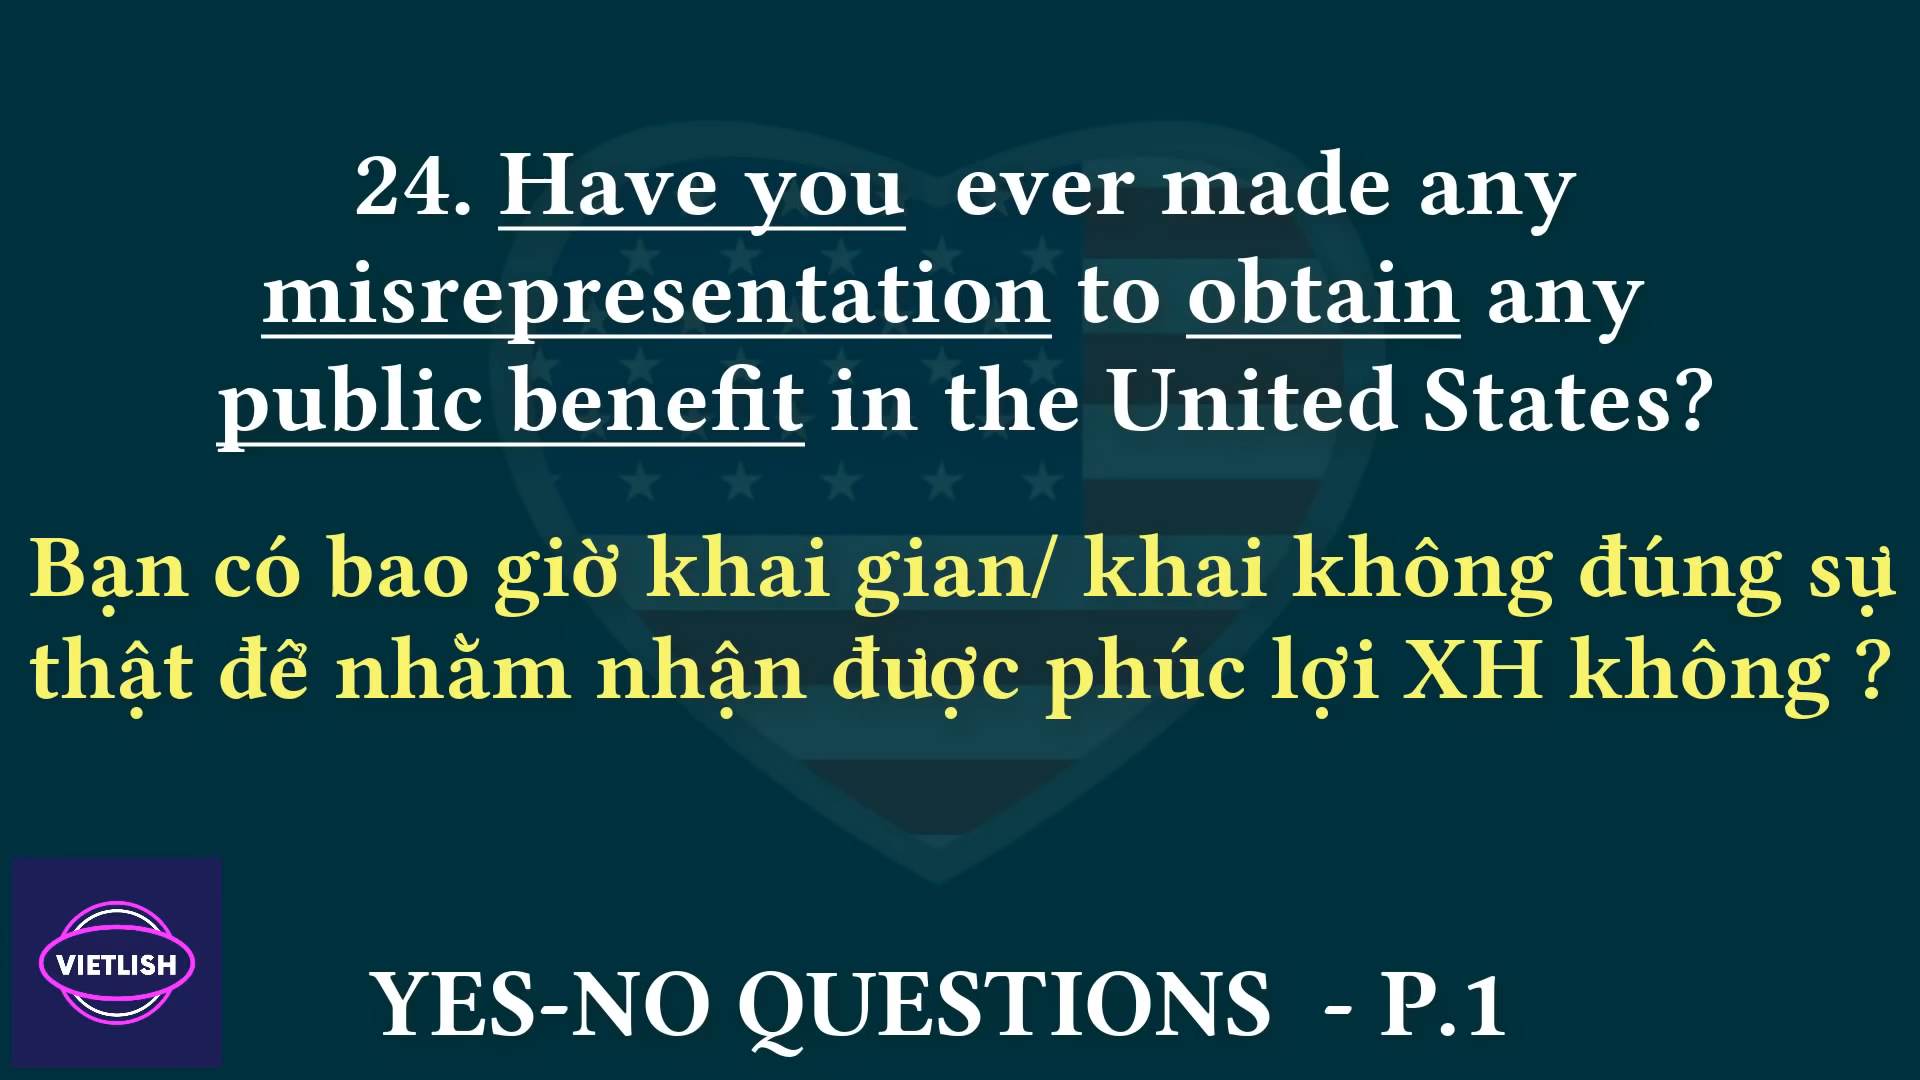 24. Have you ever made any
misrepresentation to obtain any
public benefit in the United States?
Bạn có bao giờ khai gian/ khai không đúng sự
thật để nhằm nhận được phúc lợi XH không ?
VIETLISH
YES-NO QUESTIONS - P.1